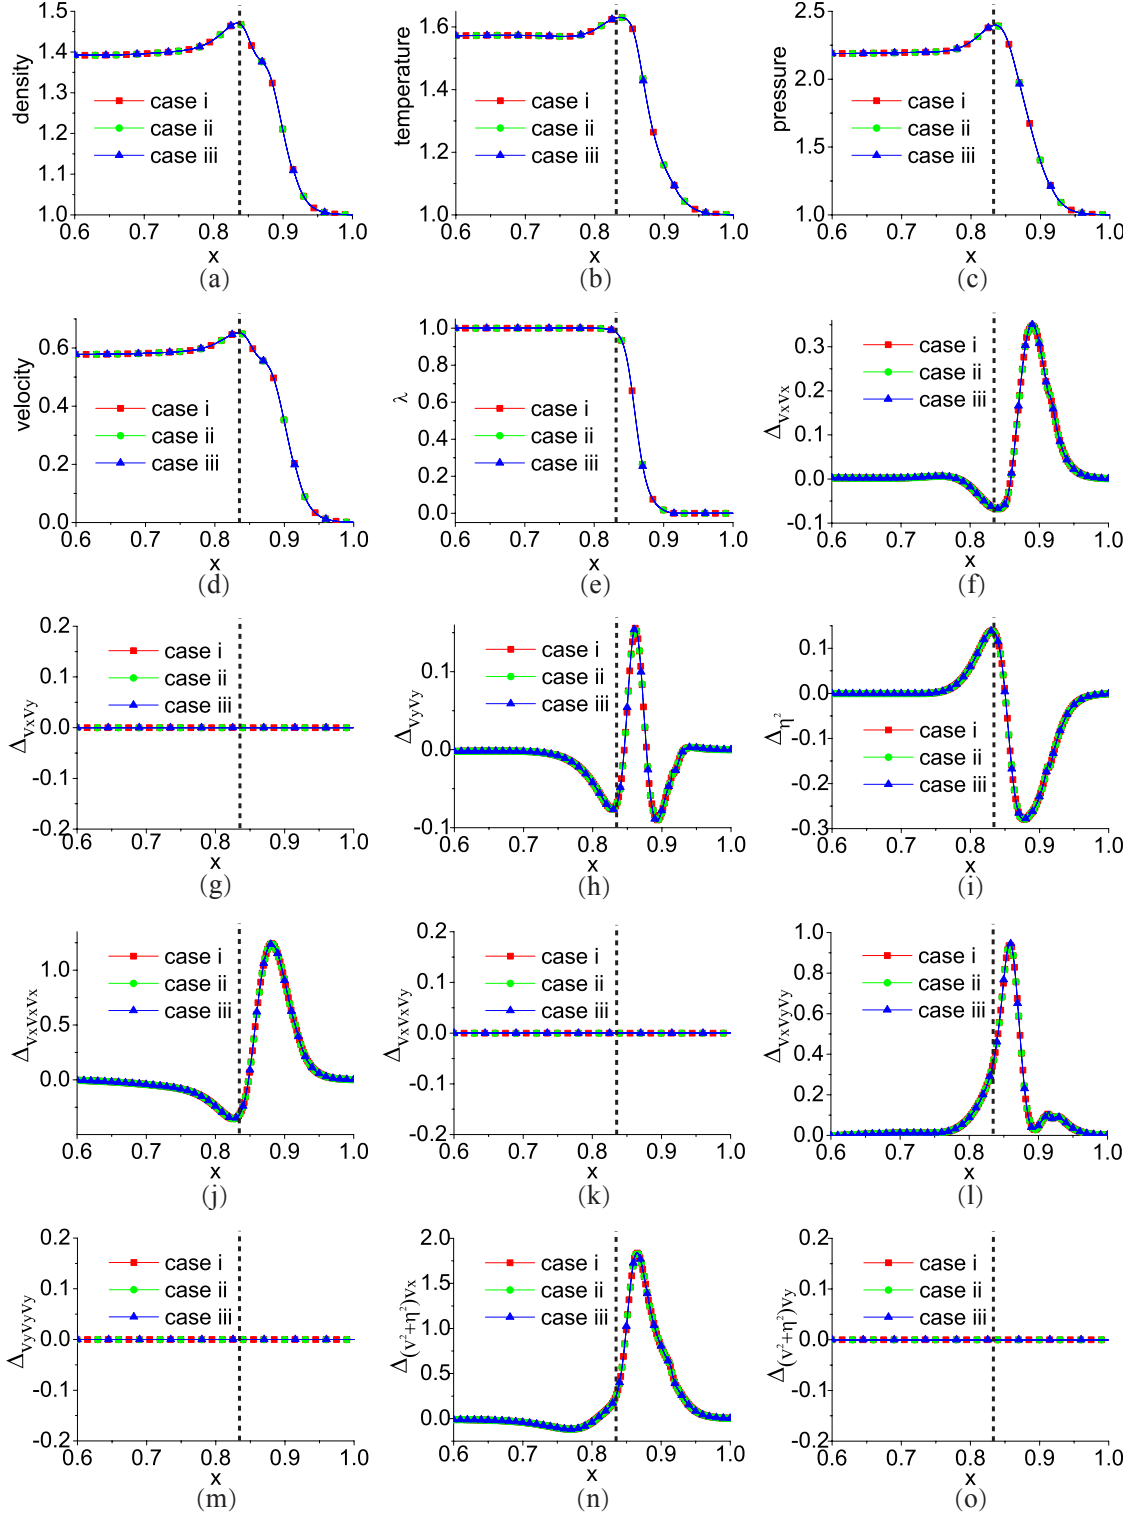 density
1.5
1.4
1.3
1.2
1.1
1.0
case i
case ii
case iii
0.6 0.7 0.8 0.9 1.0
x
(a)
temperature
1.6
1.4
1.2
1.0
case i
case ii
case iii
0.6 0.7 0.8 0.9 1.0
x
(b)
pressure
2.5
2.0
1.5
1.0
case i
case ii
case iii
0.6 0.7 0.8 0.9 1.0
x
(c)
velocity
0.6
0.4
0.2
0.0
case i
case ii
case iii
0.6 0.7 0.8 0.9 1.0
x
(d)
λ
1.0
0.8
0.6
0.4
0.2
0.0
case i
case ii
case iii
0.6 0.7 0.8 0.9 1.0
x
(e)
Δ_{VxVx}
0.3
0.2
0.1
0.0
-0.1
case i
case ii
case iii
0.6 0.7 0.8 0.9 1.0
x
(f)
Δ_{VxVy}
0.2
0.1
0.0
-0.1
-0.2
case i
case ii
case iii
0.6 0.7 0.8 0.9 1.0
x
(g)
Δ_{VyVy}
0.1
0.0
-0.1
case i
case ii
case iii
0.6 0.7 0.8 0.9 1.0
x
(h)
Δ_{η²}
0.1
0.0
-0.1
-0.2
-0.3
case i
case ii
case iii
0.6 0.7 0.8 0.9 1.0
x
(i)
Δ_{VxVxVx}
1.0
0.5
0.0
case i
case ii
case iii
0.6 0.7 0.8 0.9 1.0
x
(j)
Δ_{VxVxVy}
0.2
0.1
0.0
-0.1
-0.2
case i
case ii
case iii
0.6 0.7 0.8 0.9 1.0
x
(k)
Δ_{VxVyVy}
1.0
0.8
0.6
0.4
0.2
0.0
case i
case ii
case iii
0.6 0.7 0.8 0.9 1.0
x
(l)
Δ_{VyVyVy}
0.2
0.1
0.0
-0.1
-0.2
case i
case ii
case iii
0.6 0.7 0.8 0.9 1.0
x
(m)
Δ_{(v²+η²)vx}
2.0
1.5
1.0
0.5
0.0
case i
case ii
case iii
0.6 0.7 0.8 0.9 1.0
x
(n)
Δ_{(v²+η²)vy}
0.2
0.1
0.0
-0.1
-0.2
case i
case ii
case iii
0.6 0.7 0.8 0.9 1.0
x
(o)